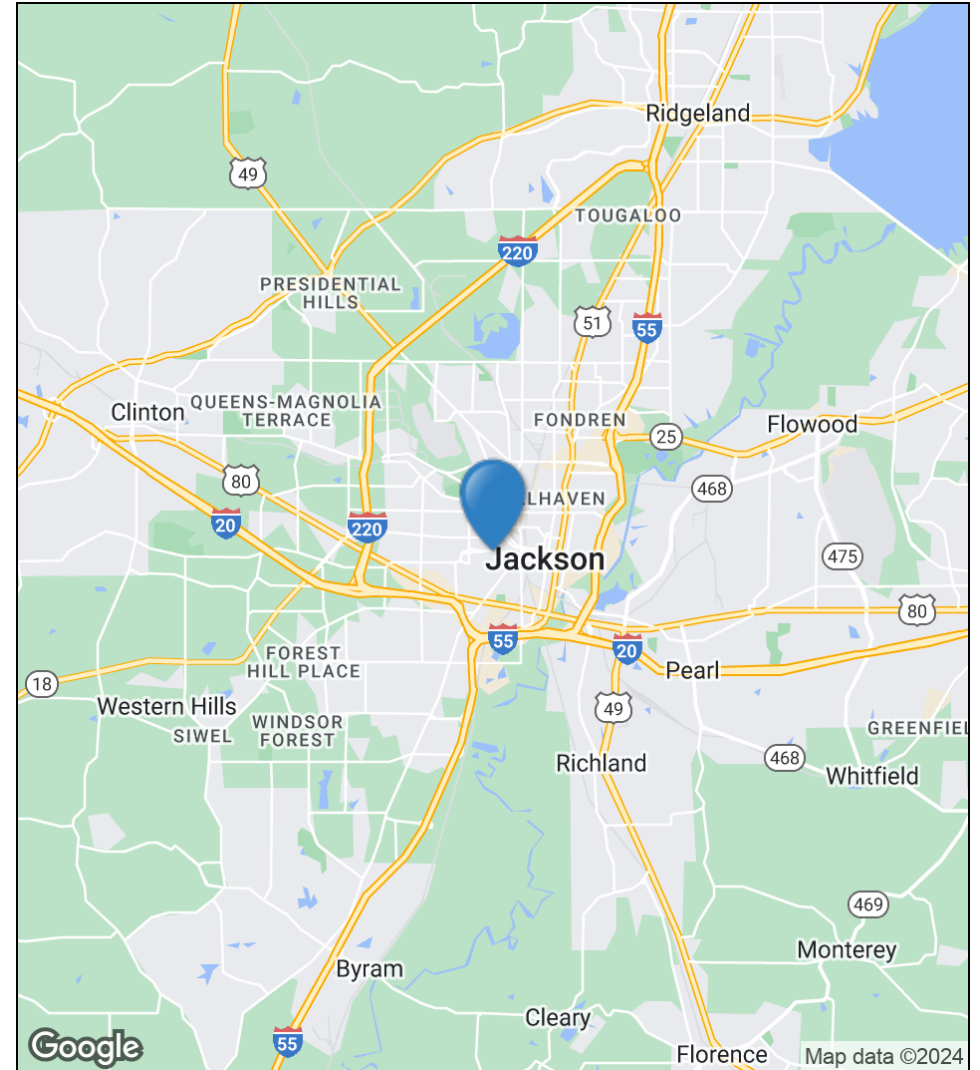 Ridgeland
49
TOUGALOO
220
PRESIDENTIAL
HILLS
51
55
QUEENS-MAGNOLIA
TERRACE
Clinton
FONDREN
Flowood
25
80
468
LHAVEN
20
220
Jackson
475
80
55
20
FOREST
HILL PLACE
Pearl
18
Western Hills
49
SIWEL
WINDSOR
FOREST
GREENFIEL
Richland
468
Whitfield
469
Monterey
Byram
Cleary
55
Florence
Google
Map data ©2024